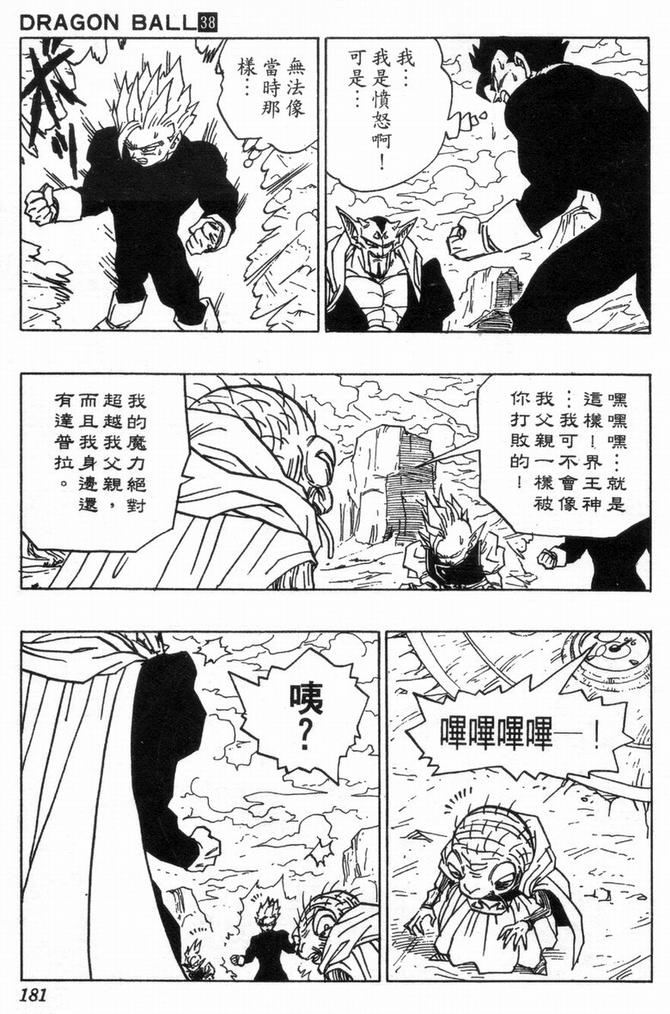 DRAGON BALL 38
我…
我是憤怒啊！
可是…
無法像
當時那
樣…
嘿嘿嘿…就是
這樣！界王神
…我可不會像
我父親一樣被
你打敗的！
我的魔力絕對
超越我父親，
而且我身邊還
有達普拉。
嗶嗶嗶嗶─！
咦？
181